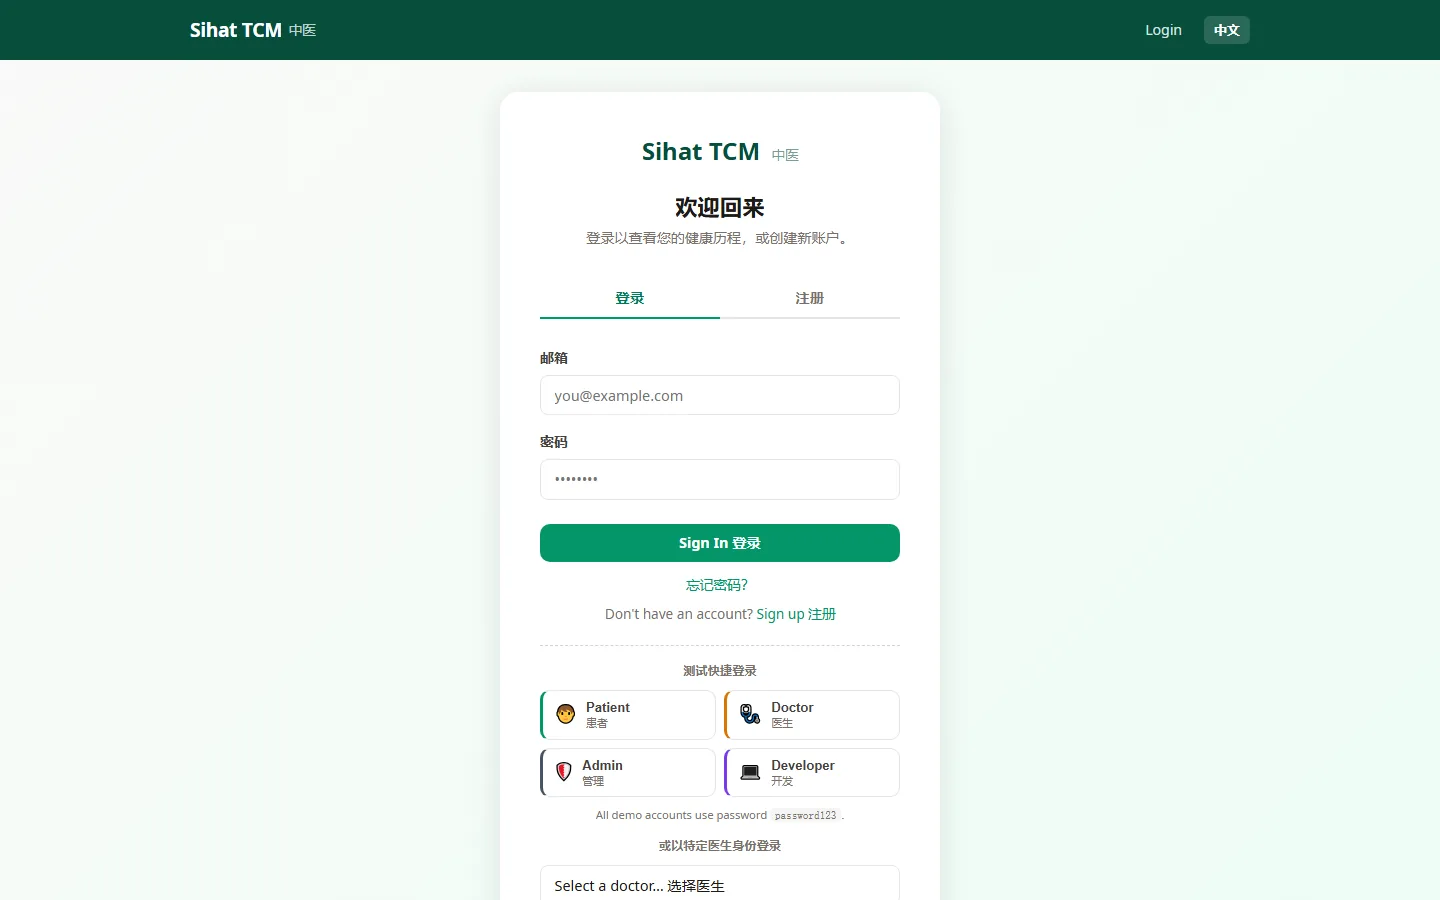 Sihat TCM 中医
Login
中文
Sihat TCM 中医
欢迎回来
登录以查看您的健康历程，或创建新账户。
登录
注册
邮箱
you@example.com
密码
••••••••
Sign In 登录
忘记密码？
Don't have an account? Sign up 注册
测试快捷登录
Patient
患者
Doctor
医生
Admin
管理
Developer
开发
All demo accounts use password password123 .
或以特定医生身份登录
Select a doctor... 选择医生